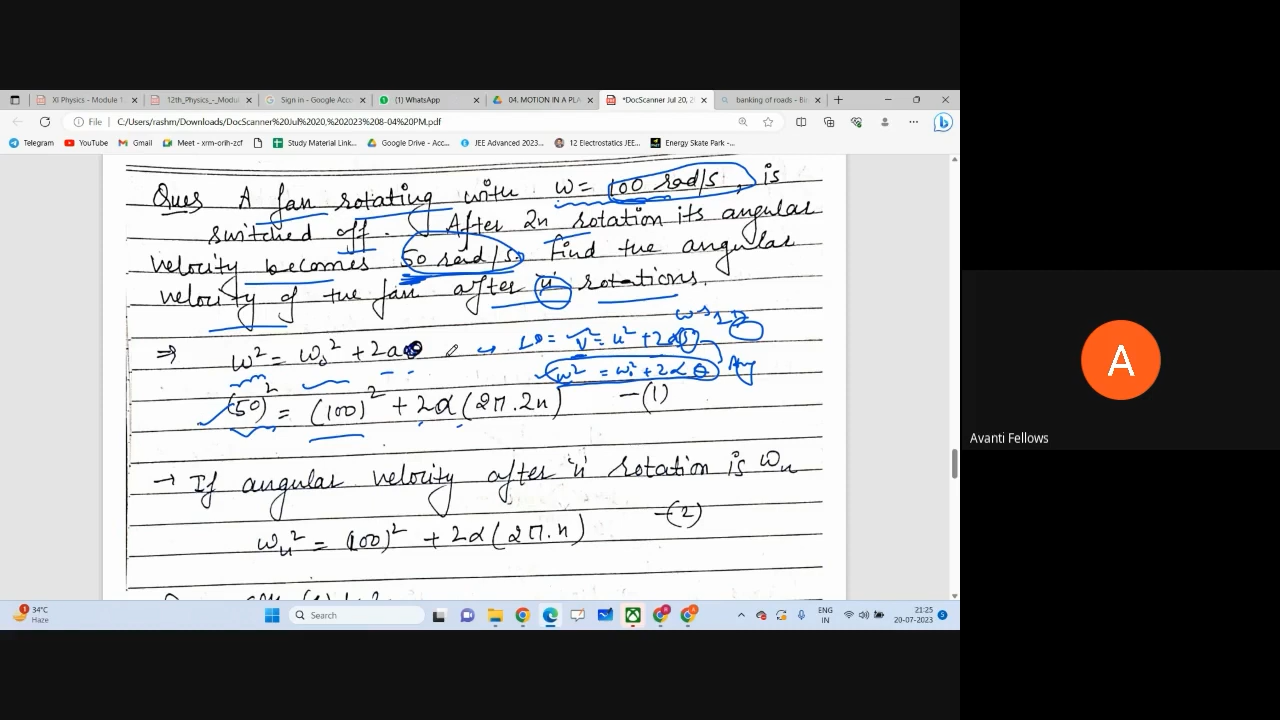 XI Physics - Module 1
12th_Physics_-_Modu
Sign in - Google Acco
(1) WhatsApp
04. MOTION IN A PLA
*DocScanner Jul 20, 2
banking of roads - Bi
File
C:/Users/rashm/Downloads/DocScanner%20Jul%2020,%202023%208-04%20PM.pdf
Telegram
YouTube
Gmail
Meet - xrm-orih-zcf
Study Material Link...
Google Drive - Acc...
JEE Advanced 2023...
12 Electrostatics JEE...
Energy Skate Park -...
Ques A fan rotating with ω = 100 rad/s, is
switched off. After 2n rotation its angular
velocity becomes 50 rad/s. Find the angular
velocity of the fan after 'n' rotations.
⇒ ω² = ω₀² + 2α
v² = u² + 2a
ω² = ω₀² + 2αθ
(50)² = (100)² + 2α (2π.2n) —(1)
→ If angular velocity after 'n' rotation is ωn
ωn² = (100)² + 2α (2π.n) —(2)
A
Avanti Fellows
34°C
Haze
Search
ENG
IN
21:25
20-07-2023